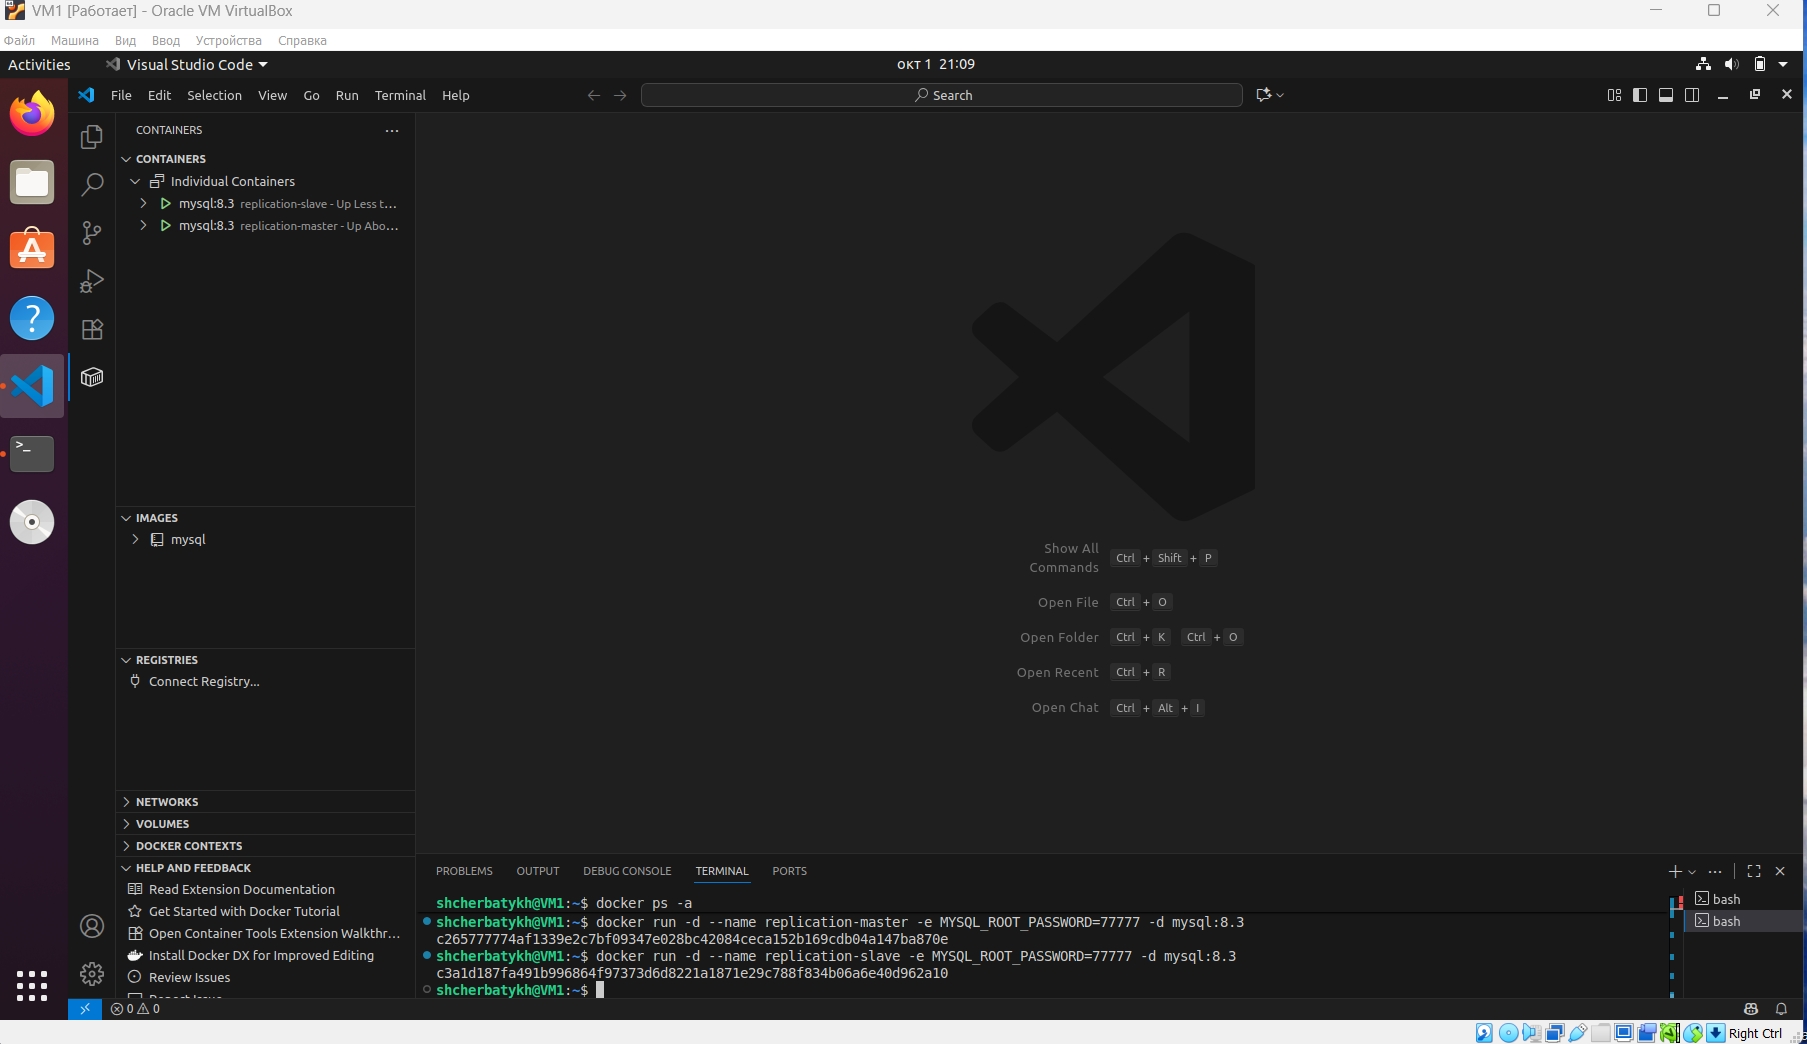 VM1 [Работает] - Oracle VM VirtualBox
Файл Машина Вид Ввод Устройства Справка
Activities Visual Studio Code окт 1 21:09
File Edit Selection View Go Run Terminal Help Search
CONTAINERS
CONTAINERS
Individual Containers
mysql:8.3 replication-slave - Up Less t...
mysql:8.3 replication-master - Up Abo...
IMAGES
mysql
REGISTRIES
Connect Registry...
NETWORKS
VOLUMES
DOCKER CONTEXTS
HELP AND FEEDBACK
Read Extension Documentation
Get Started with Docker Tutorial
Open Container Tools Extension Walkthr...
Install Docker DX for Improved Editing
Review Issues
Show All Commands Ctrl + Shift + P
Open File Ctrl + O
Open Folder Ctrl + K Ctrl + O
Open Recent Ctrl + R
Open Chat Ctrl + Alt + I
PROBLEMS OUTPUT DEBUG CONSOLE TERMINAL PORTS
shcherbatykh@VM1:~$ docker ps -a
shcherbatykh@VM1:~$ docker run -d --name replication-master -e MYSQL_ROOT_PASSWORD=77777 -d mysql:8.3
c265777774af1339e2c7bf09347e028bc42084ceca152b169cdb04a147ba870e
shcherbatykh@VM1:~$ docker run -d --name replication-slave -e MYSQL_ROOT_PASSWORD=77777 -d mysql:8.3
c3a1d187fa491b996864f97373d6d8221a1871e29c788f834b06a6e40d962a10
shcherbatykh@VM1:~$
bash
bash
0 0
Right Ctrl